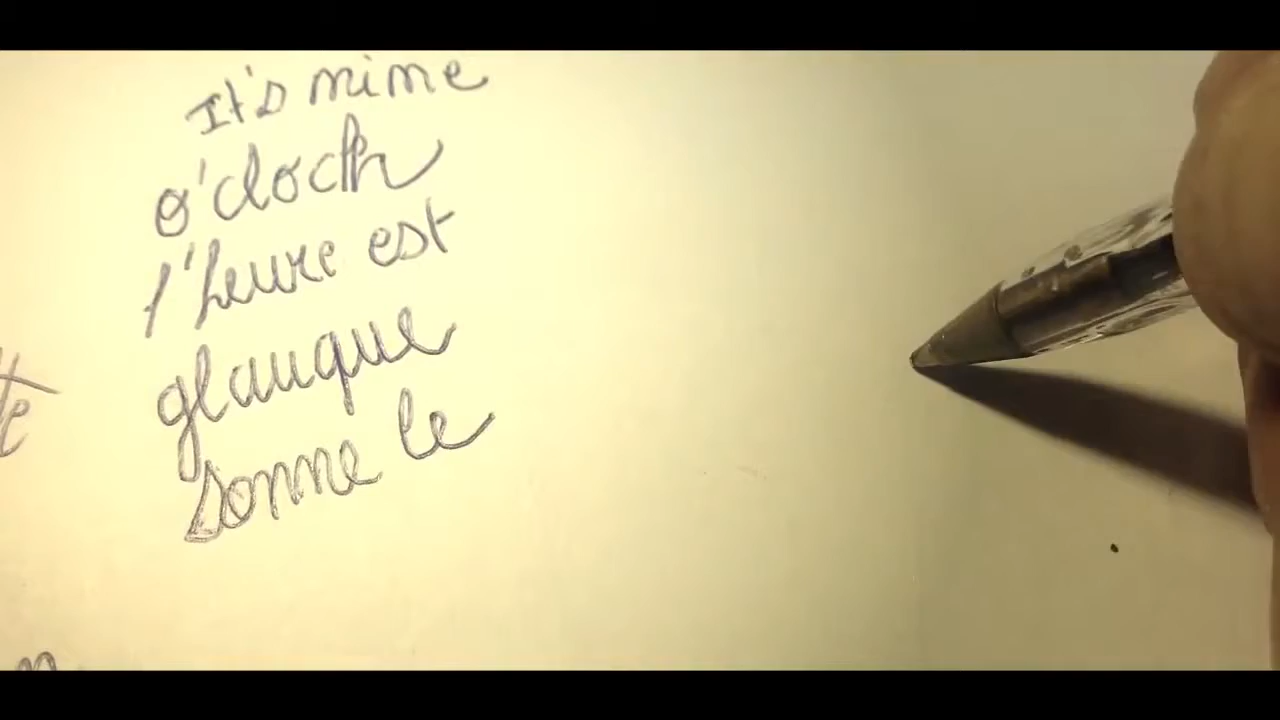 It's nine
o'clock
l'heure est
glauque
sonne le